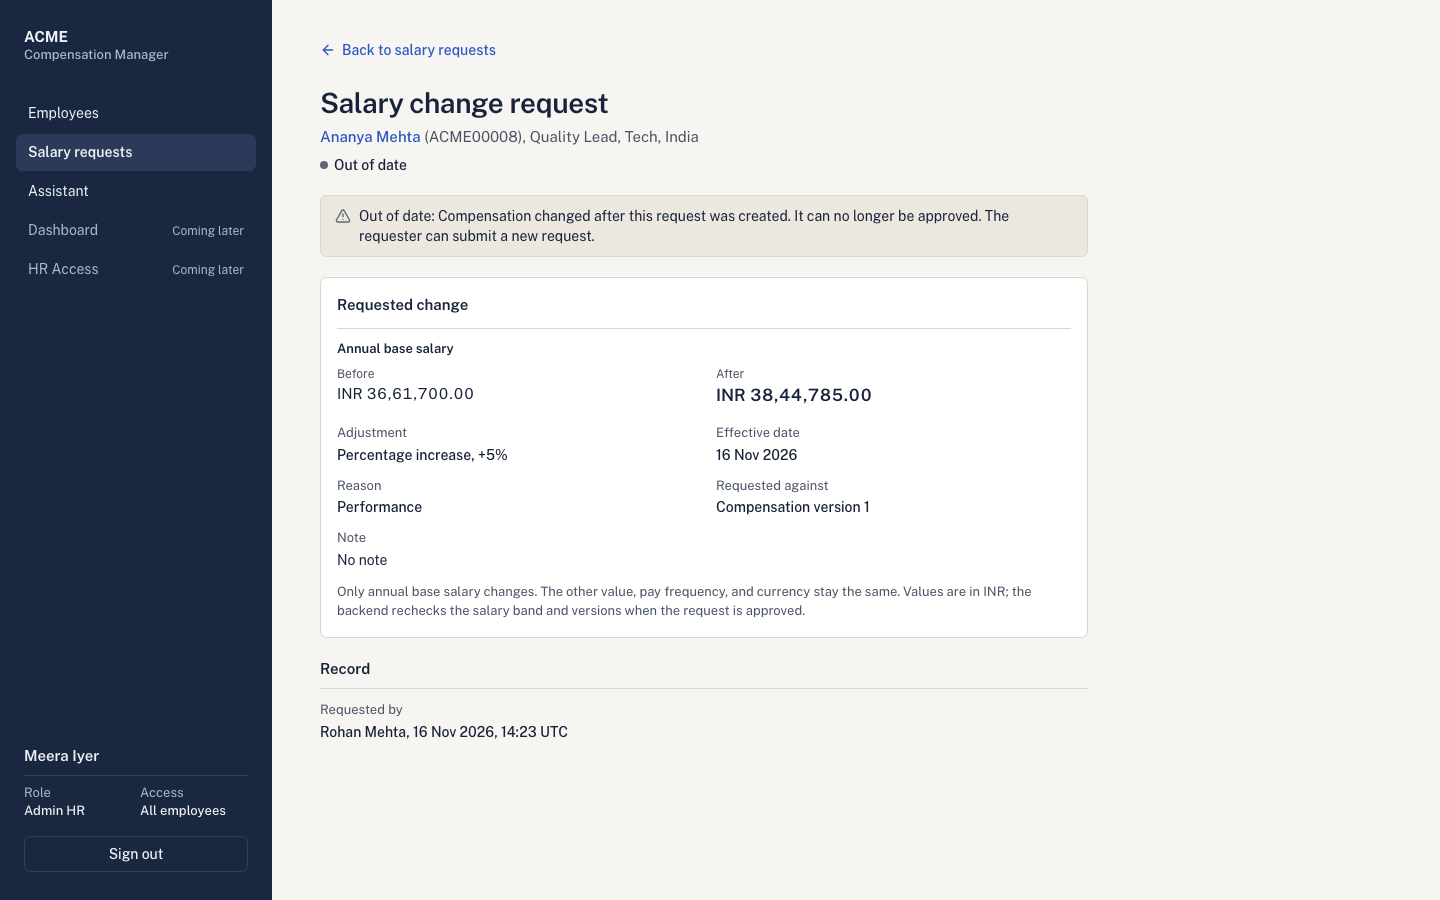 ACME
Compensation Manager
Employees
Salary requests
Assistant
Dashboard Coming later
HR Access Coming later
Meera Iyer
Role Access
Admin HR All employees
Sign out
Back to salary requests
Salary change request
Ananya Mehta (ACME00008), Quality Lead, Tech, India
Out of date
Out of date: Compensation changed after this request was created. It can no longer be approved. The
requester can submit a new request.
Requested change
Annual base salary
Before After
INR 36,61,700.00 INR 38,44,785.00
Adjustment Effective date
Percentage increase, +5% 16 Nov 2026
Reason Requested against
Performance Compensation version 1
Note
No note
Only annual base salary changes. The other value, pay frequency, and currency stay the same. Values are in INR; the
backend rechecks the salary band and versions when the request is approved.
Record
Requested by
Rohan Mehta, 16 Nov 2026, 14:23 UTC